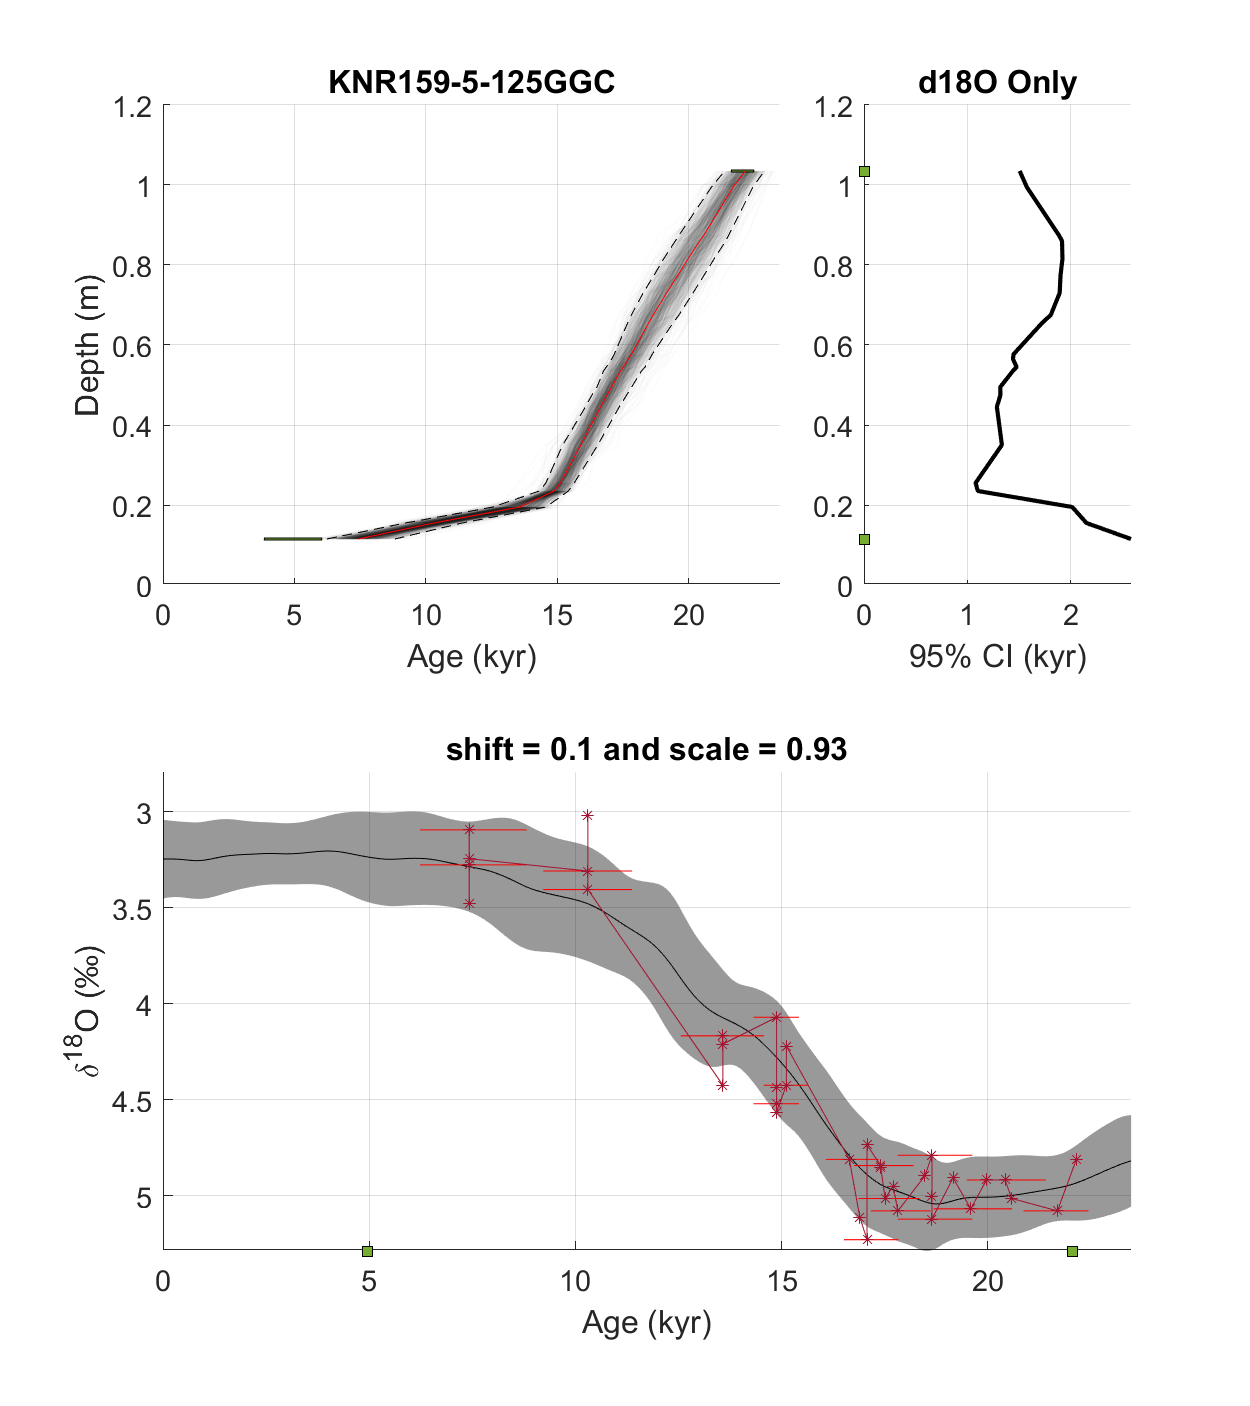 KNR159-5-125GGC
d18O Only
1.2
1
0.8
0.6
0.4
0.2
0
Depth (m)
0 5 10 15 20
Age (kyr)
1.2
1
0.8
0.6
0.4
0.2
0
0 1 2
95% CI (kyr)
shift = 0.1 and scale = 0.93
3
3.5
4
4.5
5
δ18O (‰)
0 5 10 15 20
Age (kyr)